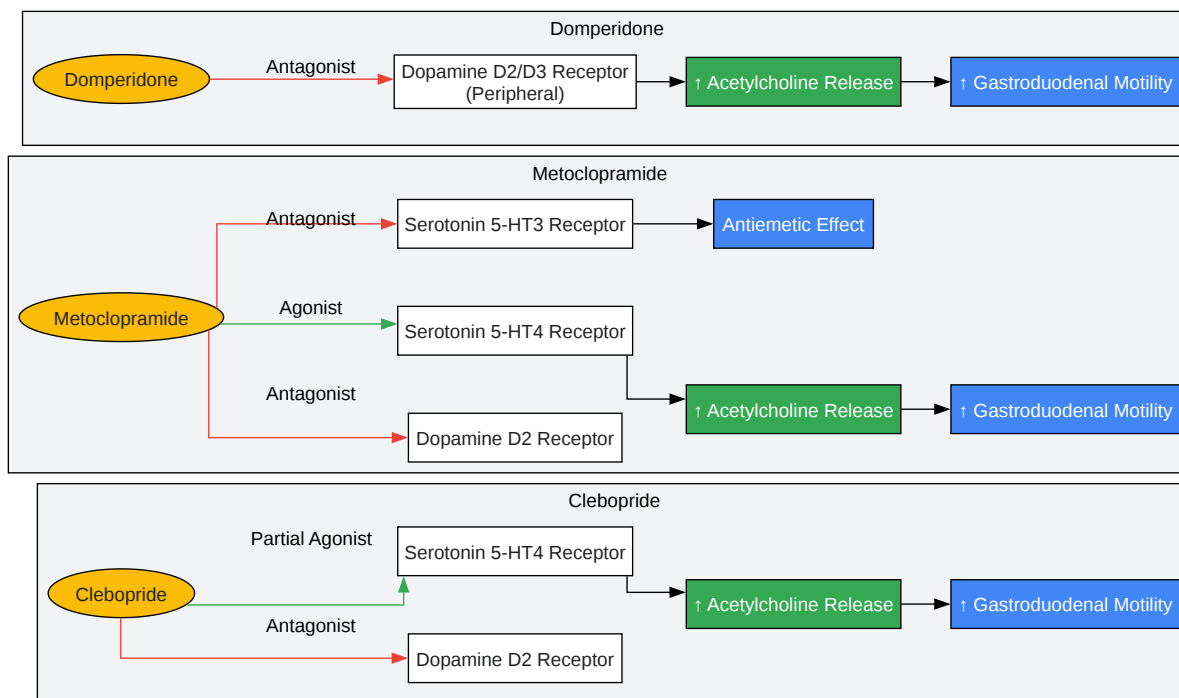 Domperidone
Domperidone
Antagonist
Dopamine D2/D3 Receptor
(Peripheral)
↑ Acetylcholine Release
↑ Gastroduodenal Motility
Metoclopramide
Antagonist
Serotonin 5-HT3 Receptor
Antiemetic Effect
Metoclopramide
Agonist
Serotonin 5-HT4 Receptor
Antagonist
Dopamine D2 Receptor
↑ Acetylcholine Release
↑ Gastroduodenal Motility
Clebopride
Partial Agonist
Serotonin 5-HT4 Receptor
Clebopride
Antagonist
Dopamine D2 Receptor
↑ Acetylcholine Release
↑ Gastroduodenal Motility